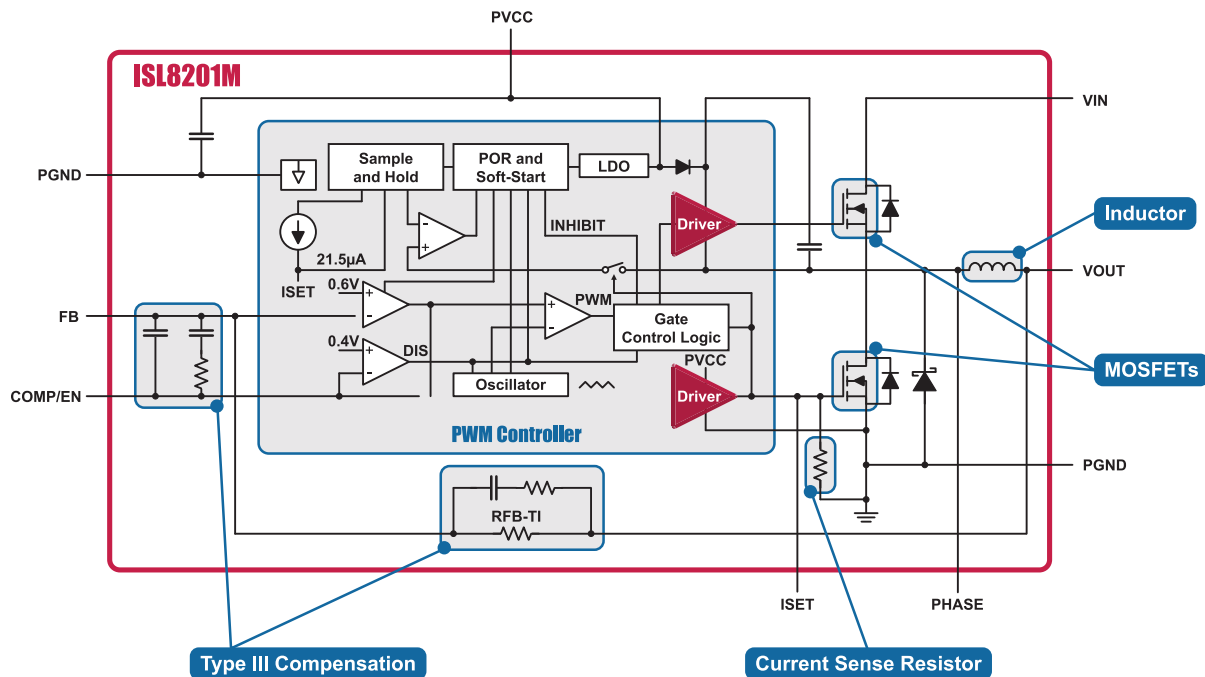 PVCC
ISL8201M
VIN
PGND
Sample
and Hold
POR and
Soft-Start
LDO
Driver
Inductor
INHIBIT
21.5µA
ISET
VOUT
0.6V
FB
PWM
Gate
Control Logic
0.4V
DIS
PVCC
MOSFETs
Oscillator
COMP/EN
Driver
PWM Controller
PGND
RFB-TI
ISET
PHASE
Type III Compensation
Current Sense Resistor